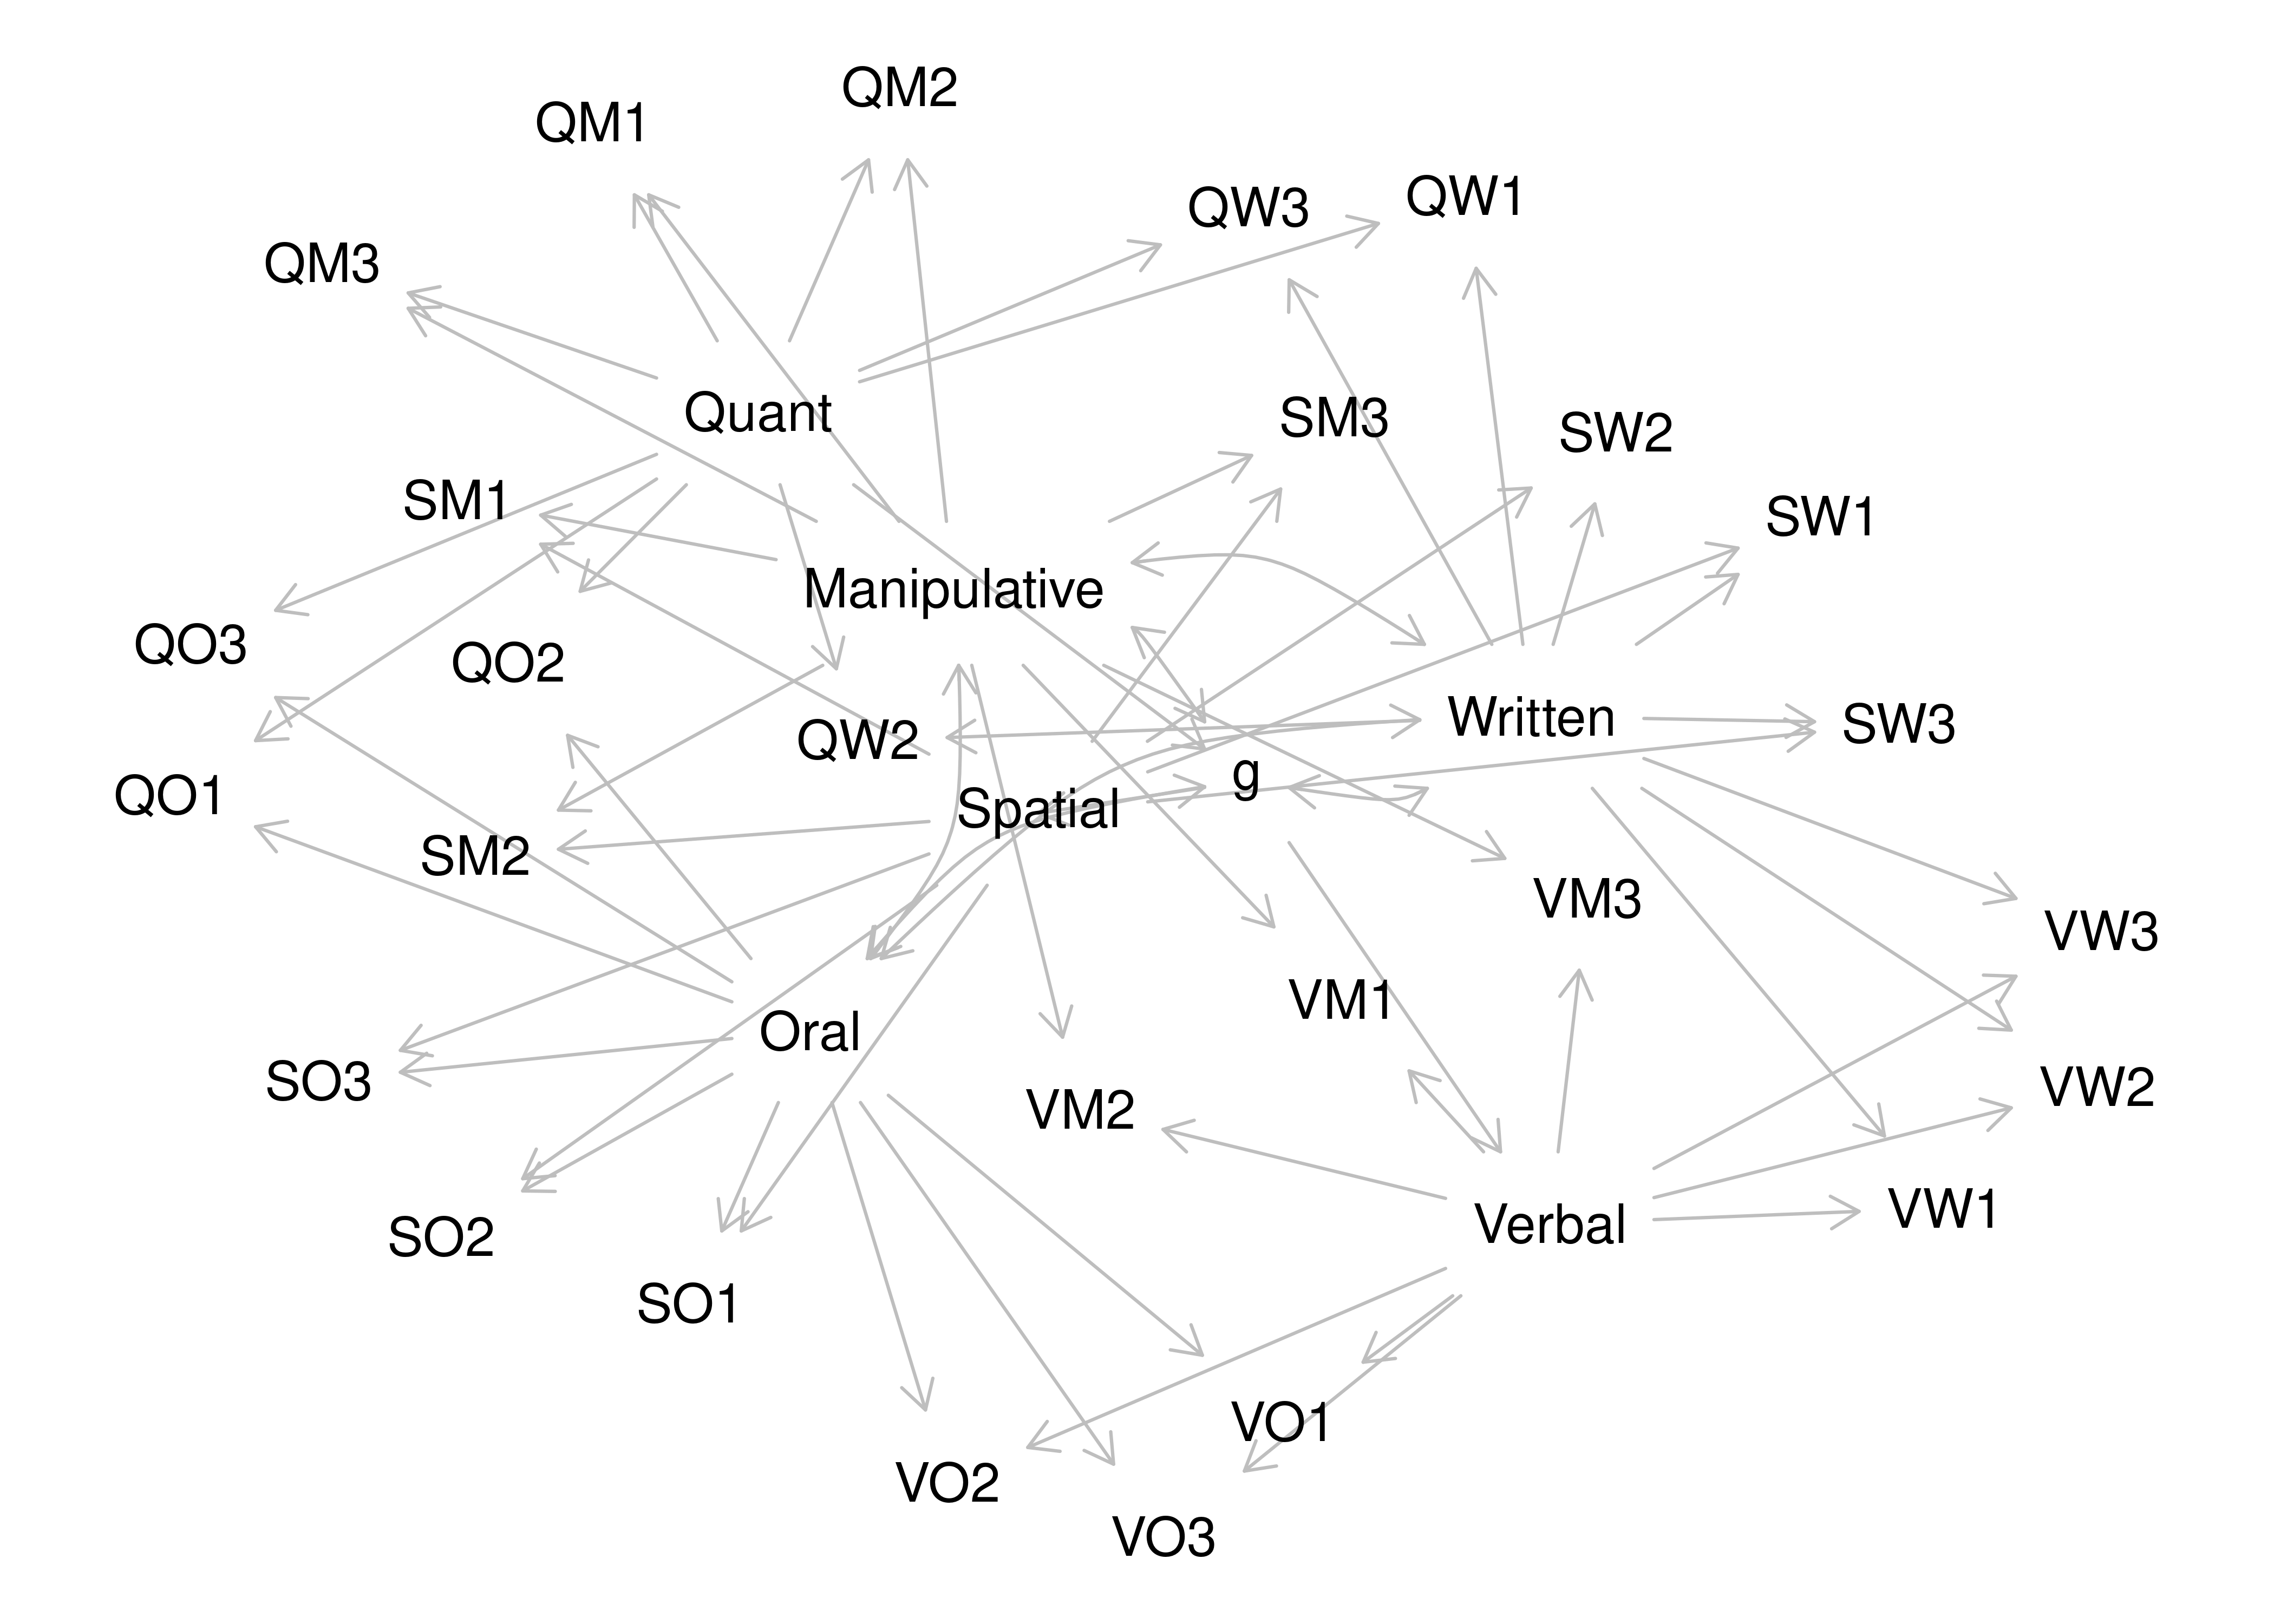 QM2
QM1
QW1
QW3
QM3
Quant
SM3
SW2
SM1
SW1
Manipulative
QO3
QO2
Written
SW3
QW2
g
QO1
Spatial
SM2
VM3
VW3
VM1
Oral
SO3
VW2
VM2
VW1
Verbal
SO2
SO1
VO1
VO2
VO3